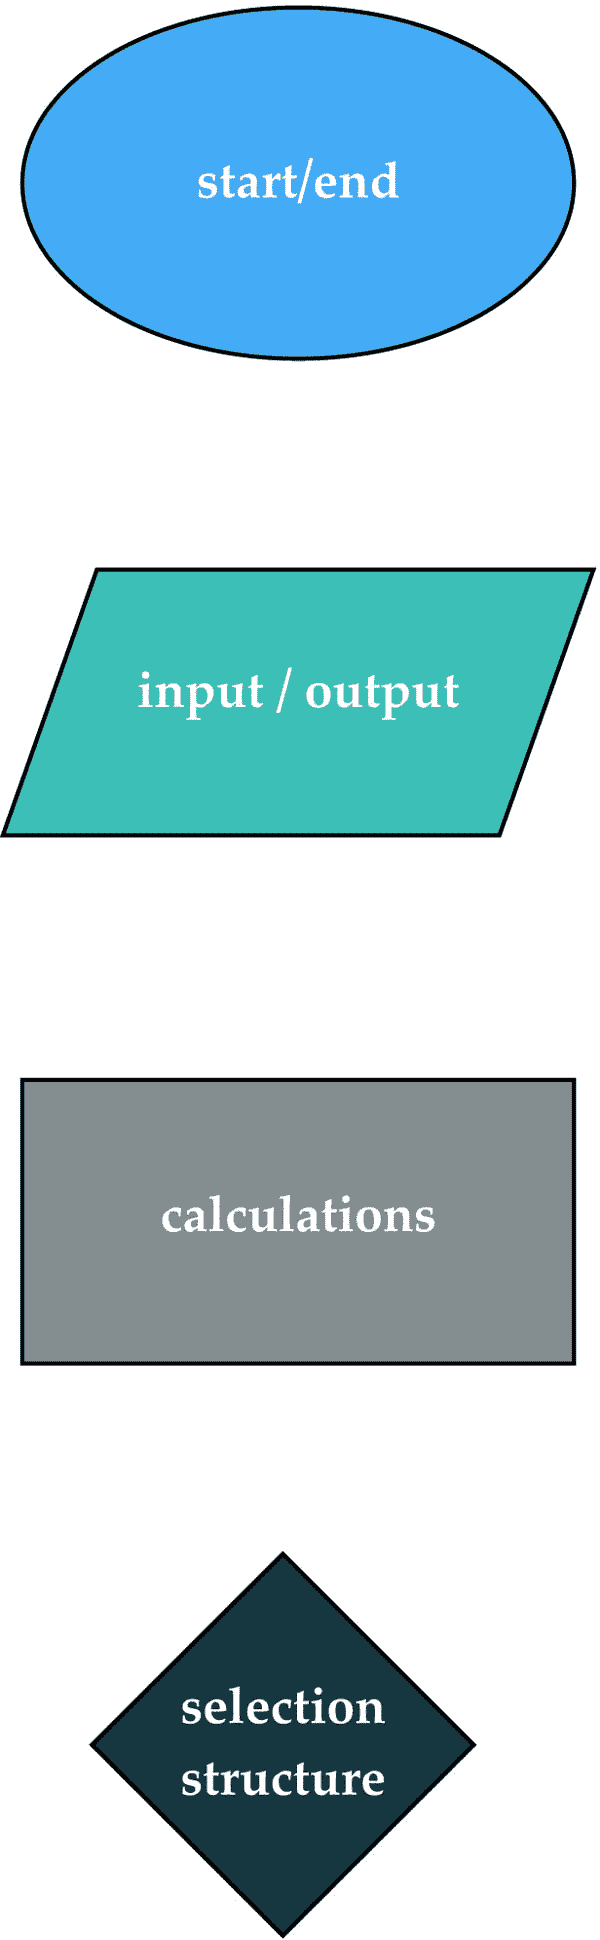 start/end
input / output
calculations
selection
structure